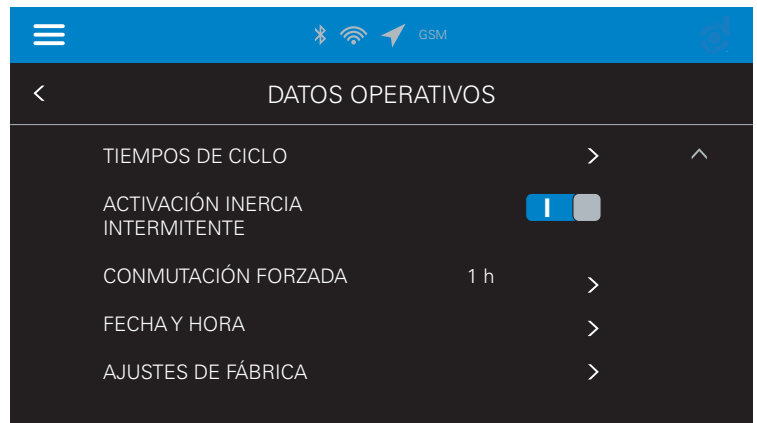 GSM
DATOS OPERATIVOS
TIEMPOS DE CICLO
ACTIVACIÓN INERCIA
INTERMITENTE
CONMUTACIÓN FORZADA 1 h
FECHA Y HORA
AJUSTES DE FÁBRICA